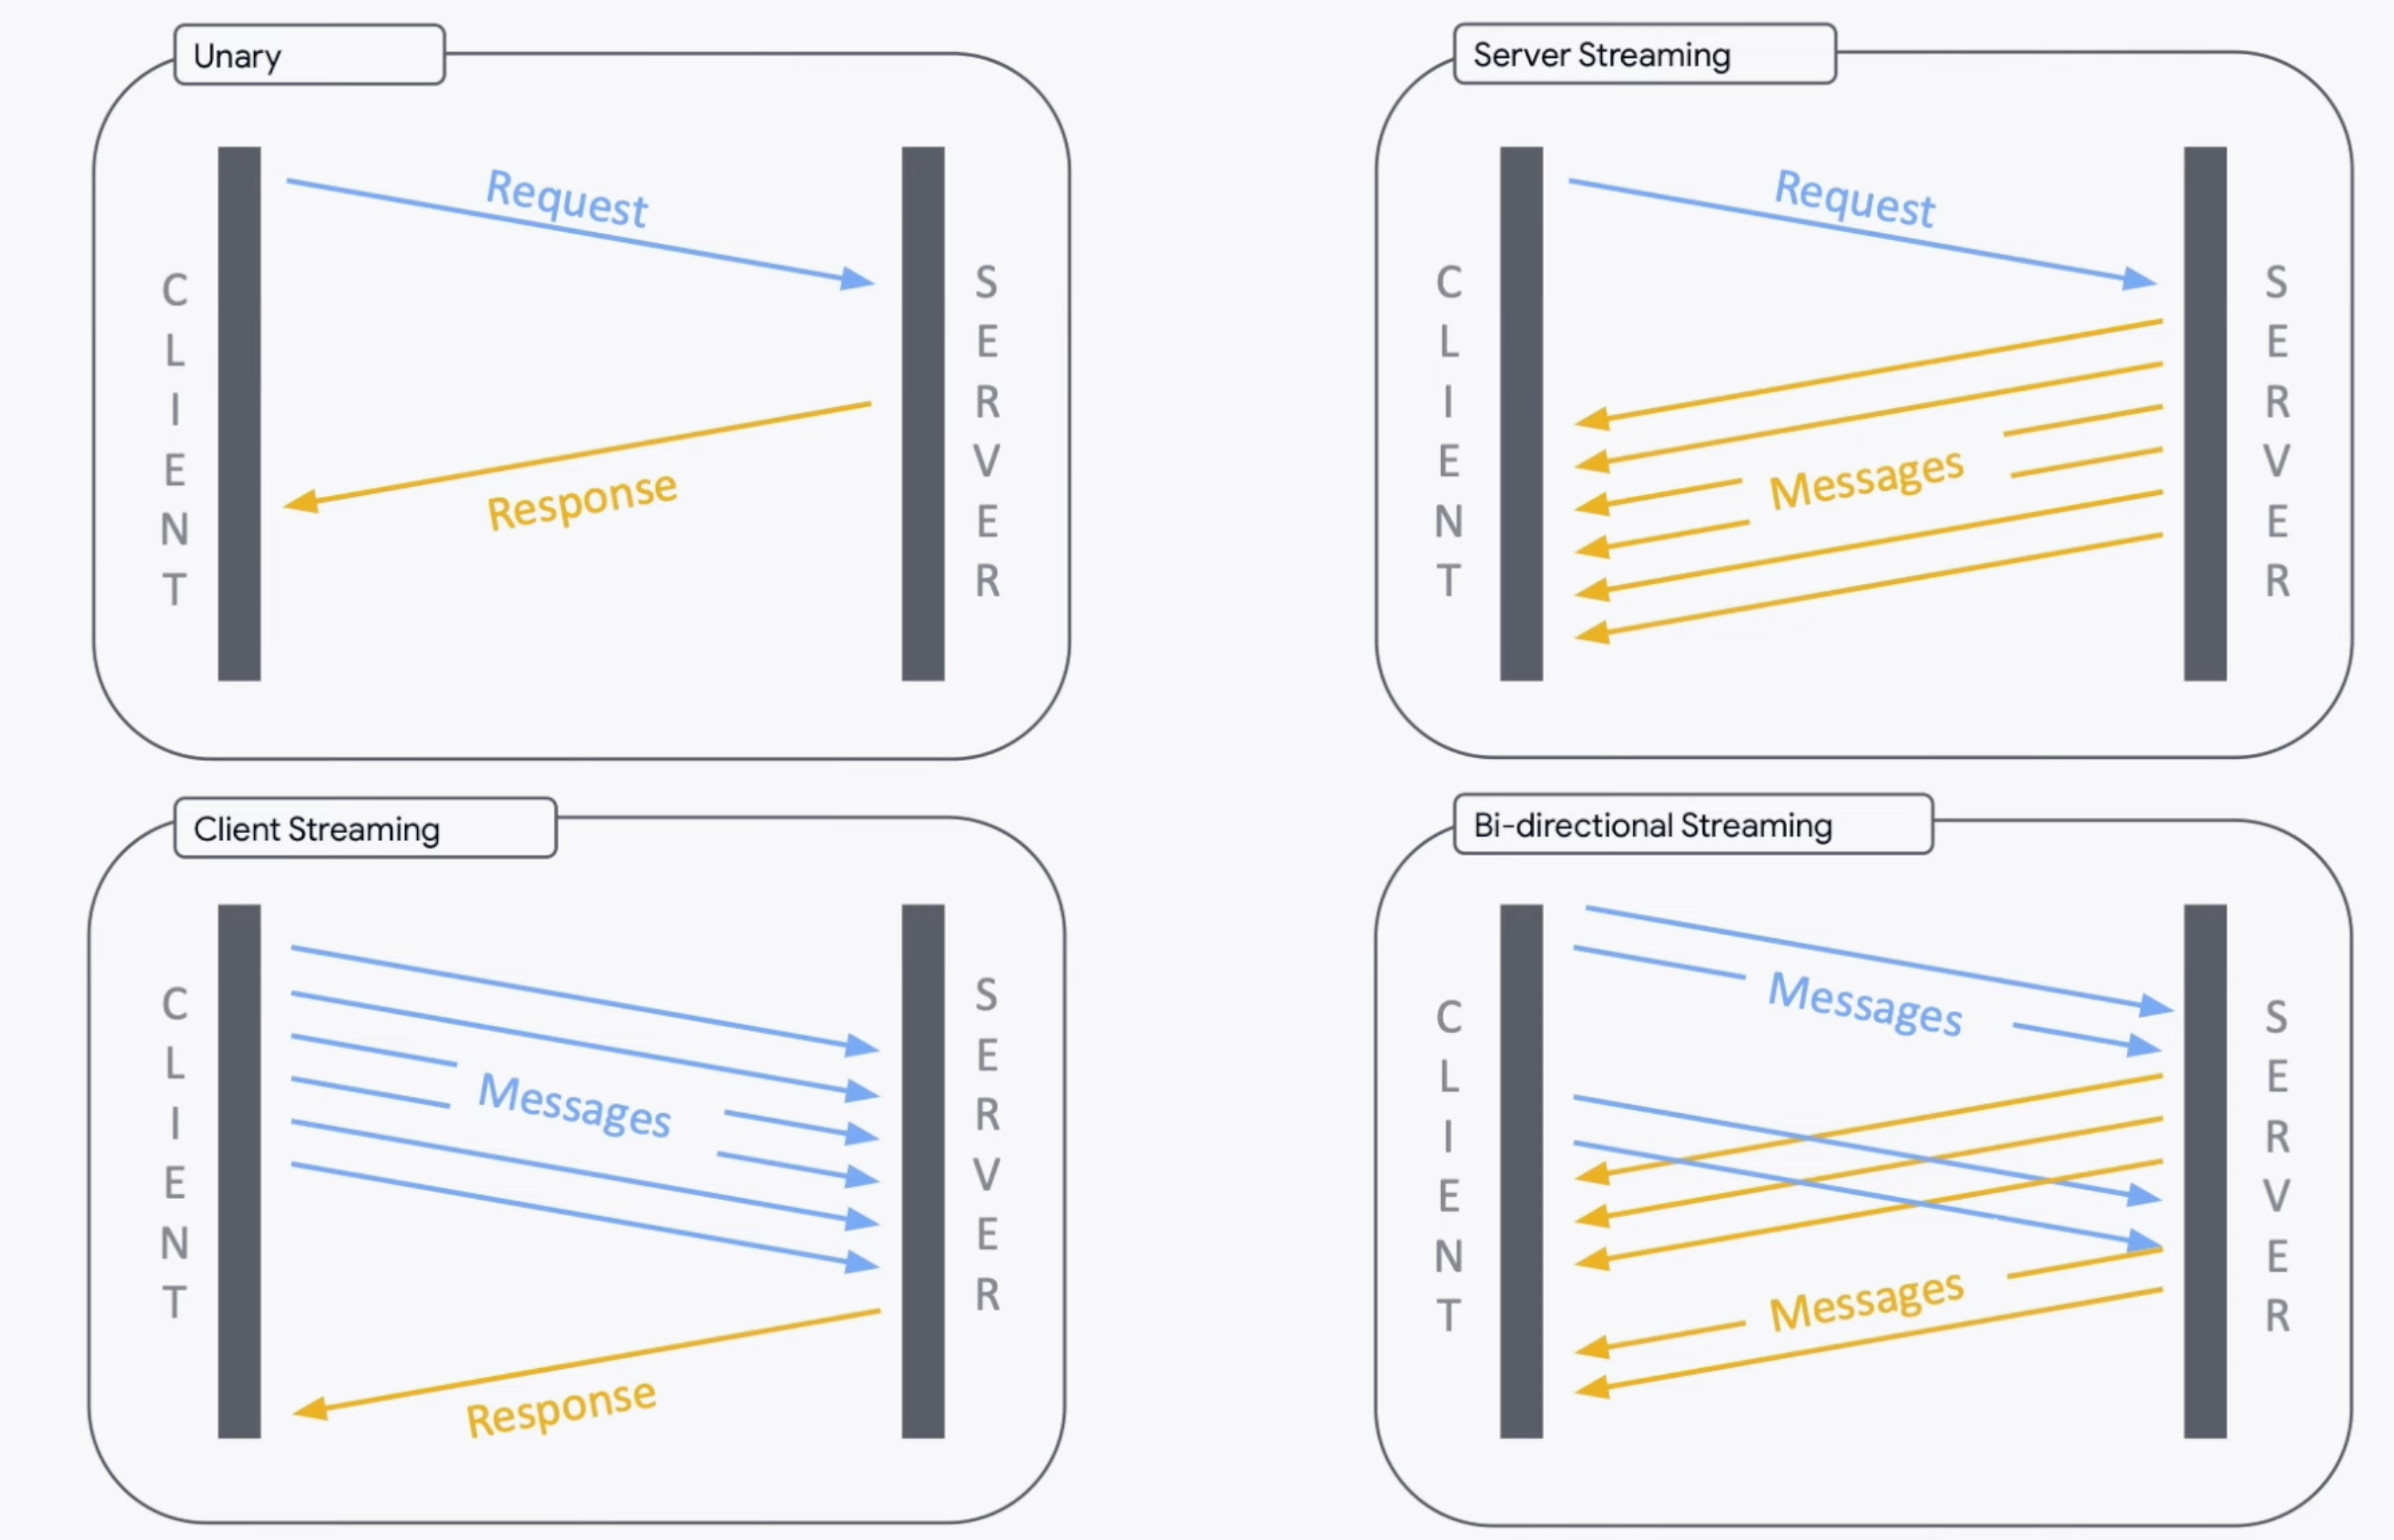 Unary
Request
CLIENT
SERVER
Response
Server Streaming
Request
CLIENT
SERVER
Messages
Client Streaming
CLIENT
SERVER
Messages
Response
Bi-directional Streaming
Messages
CLIENT
SERVER
Messages